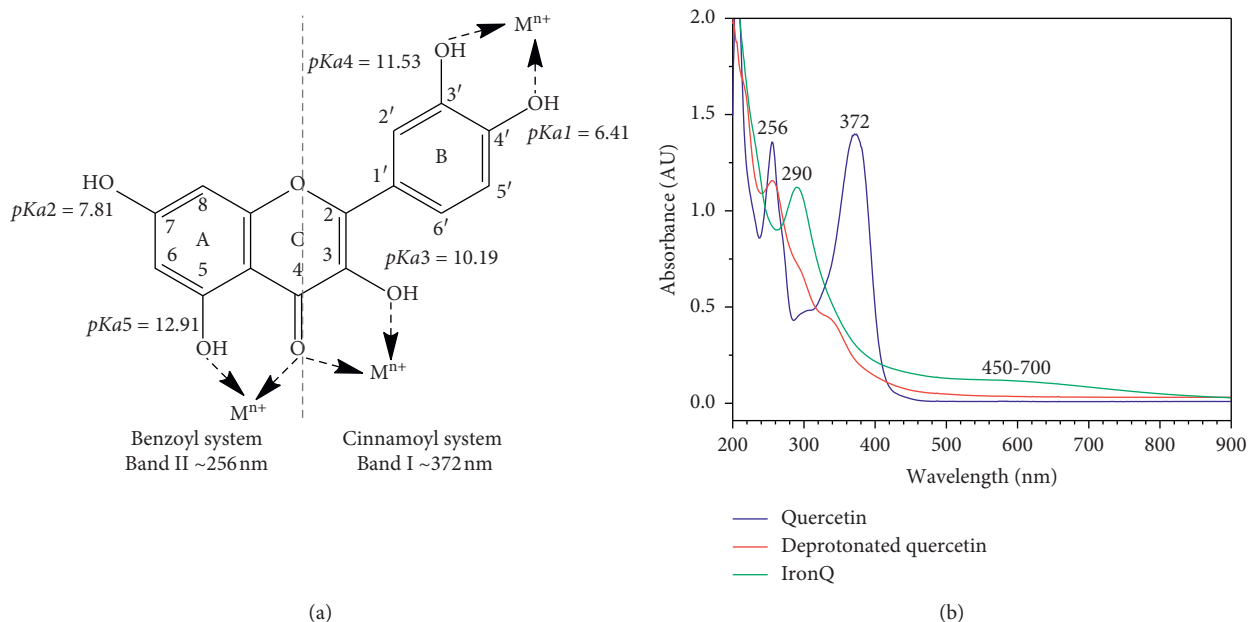 M^n+
pKa4 = 11.53
OH
3′
2′
4′
OH
pKa1 = 6.41
B
1′
5′
6′
HO
pKa2 = 7.81
8
7
A
6
5
O
C
2
3
4
pKa3 = 10.19
OH
pKa5 = 12.91
OH
O
M^n+
M^n+
Benzoyl system
Band II ~256 nm
Cinnamoyl system
Band I ~372 nm
(a)
2.0
1.5
1.0
0.5
0.0
Absorbance (AU)
256
372
290
450-700
200 300 400 500 600 700 800 900
Wavelength (nm)
Quercetin
Deprotonated quercetin
IronQ
(b)